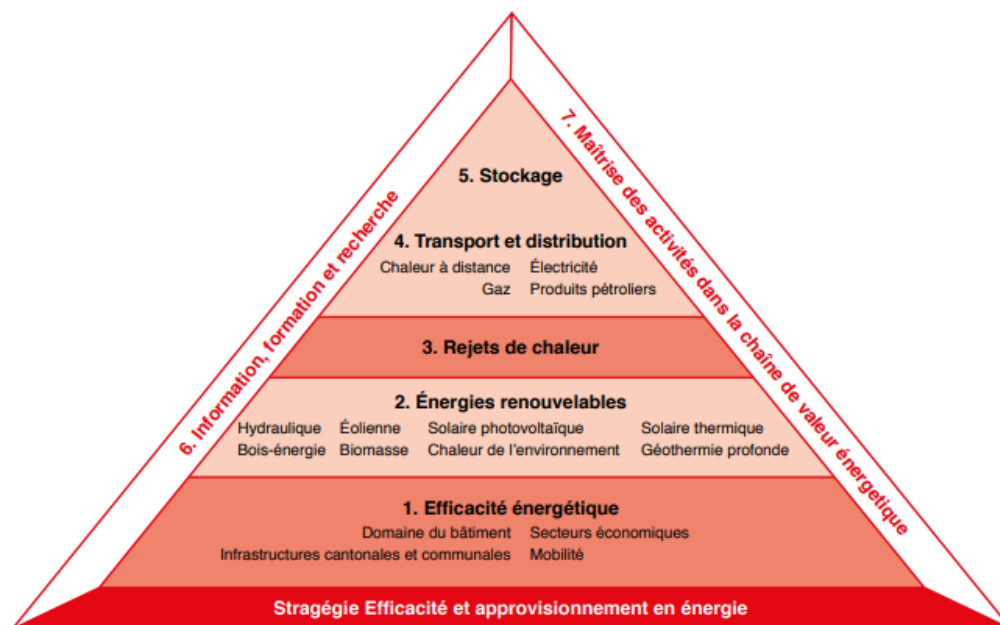 5. Stockage
4. Transport et distribution
Chaleur à distance Électricité
Gaz Produits pétroliers
3. Rejets de chaleur
2. Énergies renouvelables
Hydraulique Éolienne Solaire photovoltaïque Solaire thermique
Bois-énergie Biomasse Chaleur de l'environnement Géothermie profonde
1. Efficacité énergétique
Domaine du bâtiment Secteurs économiques
Infrastructures cantonales et communales Mobilité
Stragégie Efficacité et approvisionnement en énergie
6. Information, formation et recherche
7. Maîtrise des activités dans la chaîne de valeur énergetique